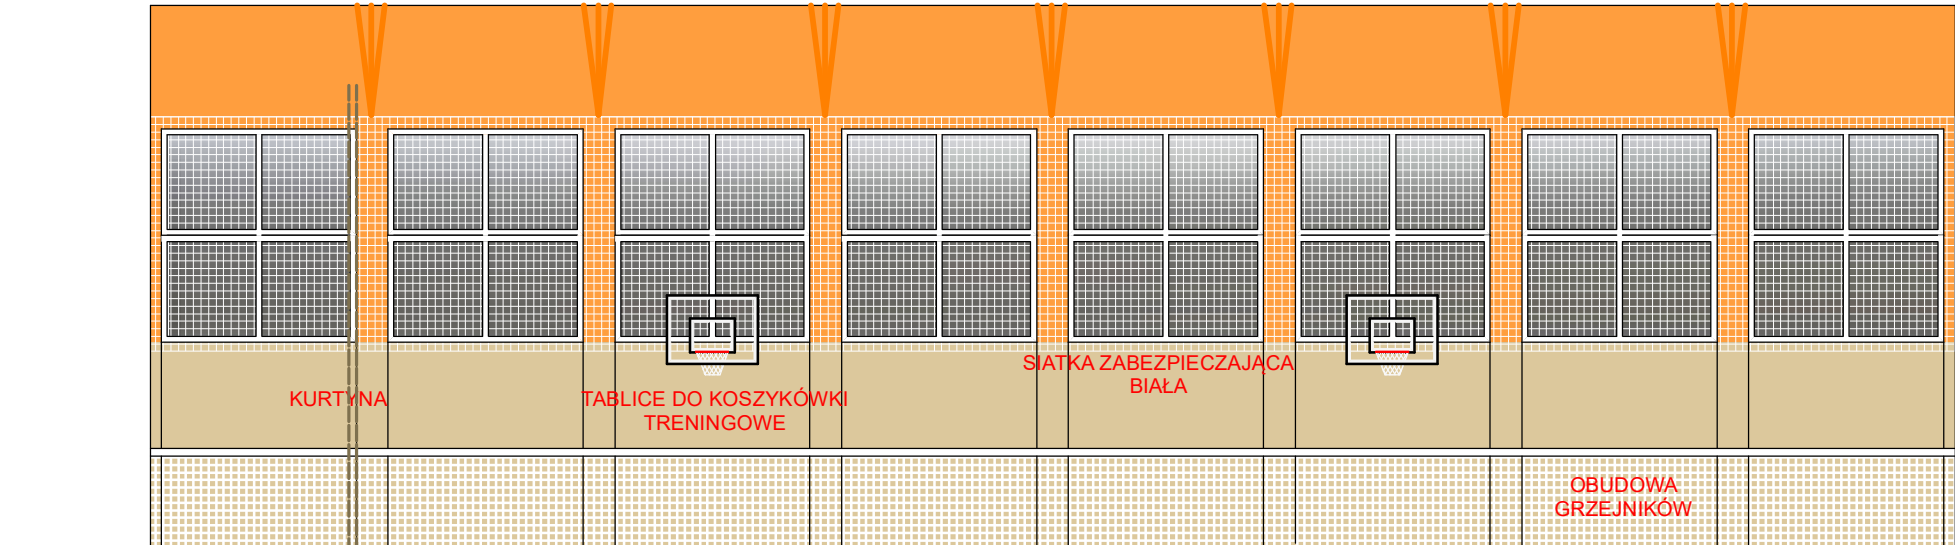 SIATKA ZABEZPIECZAJĄCA
BIAŁA
KURTYNA
TABLICE DO KOSZYKÓWKI
TRENINGOWE
OBUDOWA
GRZEJNIKÓW